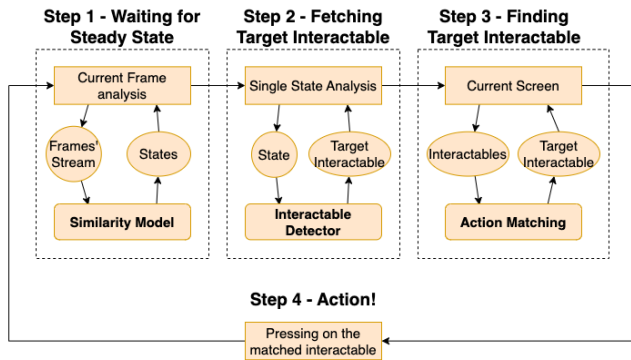 Step 1 - Waiting for
Steady State
Step 2 - Fetching
Target Interactable
Step 3 - Finding
Target Interactable
Current Frame
analysis
Frames'
Stream
States
Similarity Model
Single State Analysis
State
Target
Interactable
Interactable
Detector
Current Screen
Interactables
Target
Interactable
Action Matching
Step 4 - Action!
Pressing on the
matched interactable